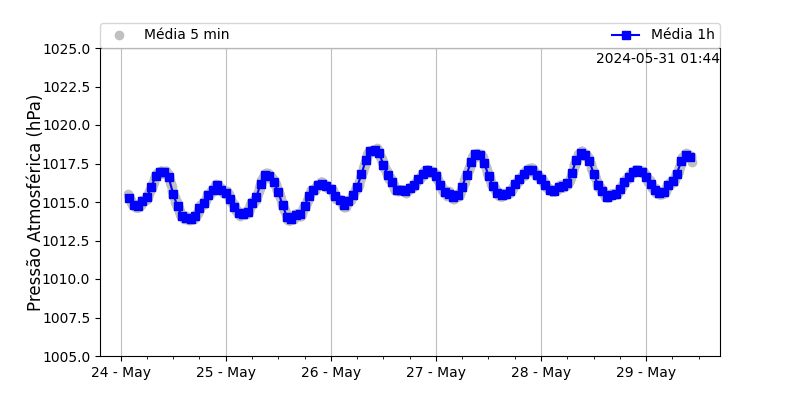 Média 5 min
Média 1h
2024-05-31 01:44
Pressão Atmosférica (hPa)
1025.0
1022.5
1020.0
1017.5
1015.0
1012.5
1010.0
1007.5
1005.0
24 - May
25 - May
26 - May
27 - May
28 - May
29 - May